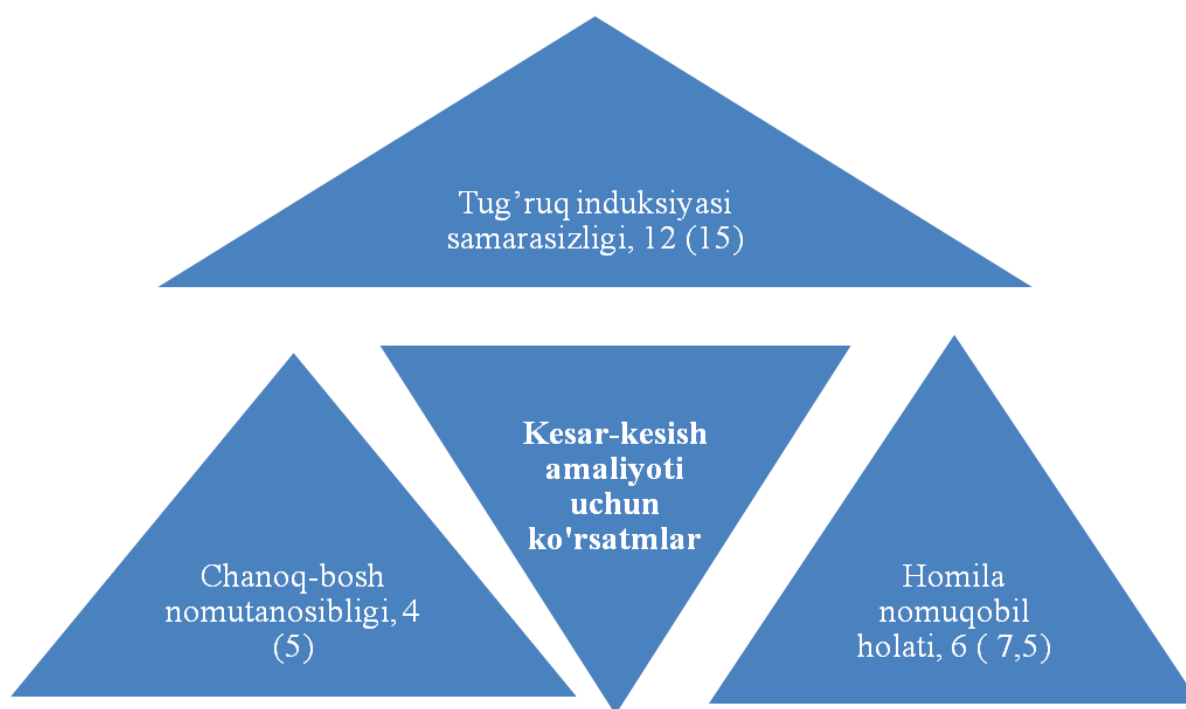 Tug’ruq induksiyasi
samarasizligi, 12 (15)
Kesar-kesish
amaliyoti
uchun
ko'rsatmlar
Chanoq-bosh
nomutanosibligi, 4
(5)
Homila
nomuqobil
holati, 6 ( 7,5)